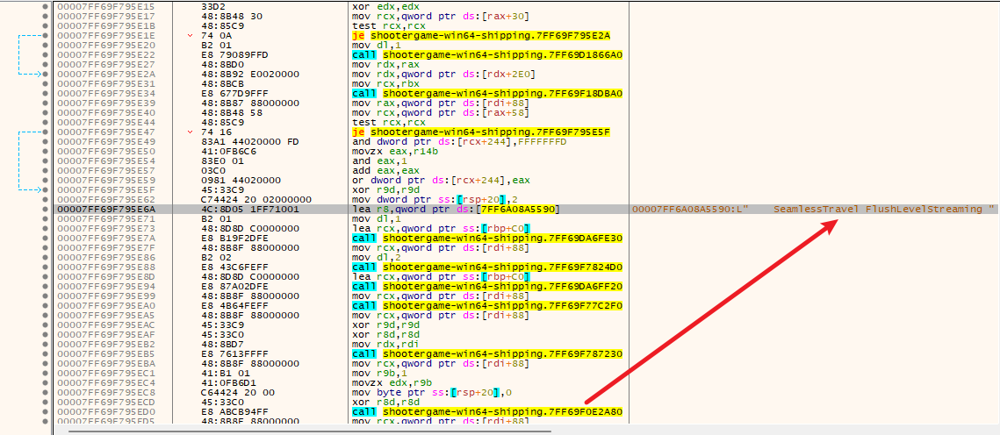 00007FF69F795E15 33D2 xor edx,edx
00007FF69F795E17 48:8B48 30 mov rcx,qword ptr ds:[rax+30]
00007FF69F795E1B 48:85C9 test rcx,rcx
00007FF69F795E1E 74 0A je shootergame-win64-shipping.7FF69F795E2A
00007FF69F795E20 B2 01 mov dl,1
00007FF69F795E22 E8 79089FFD call shootergame-win64-shipping.7FF69D1866A0
00007FF69F795E27 48:8BD0 mov rdx,rax
00007FF69F795E2A 48:8B92 E0020000 mov rdx,qword ptr ds:[rdx+2E0]
00007FF69F795E31 48:8BCB mov rcx,rbx
00007FF69F795E34 E8 677D9FFF call shootergame-win64-shipping.7FF69F18DBA0
00007FF69F795E39 48:8B87 88000000 mov rax,qword ptr ds:[rdi+88]
00007FF69F795E40 48:8B48 58 mov rcx,qword ptr ds:[rax+58]
00007FF69F795E44 48:85C9 test rcx,rcx
00007FF69F795E47 74 16 je shootergame-win64-shipping.7FF69F795E5F
00007FF69F795E49 83A1 44020000 FD and dword ptr ds:[rcx+244],FFFFFFFD
00007FF69F795E50 41:0FB6C6 movzx eax,r14b
00007FF69F795E54 83E0 01 and eax,1
00007FF69F795E57 03C0 add eax,eax
00007FF69F795E59 0981 44020000 or dword ptr ds:[rcx+244],eax
00007FF69F795E5F 45:33C9 xor r9d,r9d
00007FF69F795E62 C74424 20 02000000 mov dword ptr ss:[rsp+20],2
00007FF69F795E6A 4C:8D05 1FF71001 lea r8,qword ptr ds:[7FF6A08A5590] 00007FF6A08A5590:L" SeamlessTravel FlushLevelStreaming "
00007FF69F795E71 B2 01 mov dl,1
00007FF69F795E73 48:8D8D C0000000 lea rcx,qword ptr ss:[rbp+C0]
00007FF69F795E7A E8 B19F2DFE call shootergame-win64-shipping.7FF69DA6FE30
00007FF69F795E7F 48:8B8F 88000000 mov rcx,qword ptr ds:[rdi+88]
00007FF69F795E86 B2 02 mov dl,2
00007FF69F795E88 E8 43C6FEFF call shootergame-win64-shipping.7FF69F7824D0
00007FF69F795E8D 48:8D8D C0000000 lea rcx,qword ptr ss:[rbp+C0]
00007FF69F795E94 E8 87A02DFE call shootergame-win64-shipping.7FF69DA6FF20
00007FF69F795E99 48:8B8F 88000000 mov rcx,qword ptr ds:[rdi+88]
00007FF69F795EA0 E8 4B64FEFF call shootergame-win64-shipping.7FF69F77C2F0
00007FF69F795EA5 48:8B8F 88000000 mov rcx,qword ptr ds:[rdi+88]
00007FF69F795EAC 45:33C9 xor r9d,r9d
00007FF69F795EAF 45:33C0 xor r8d,r8d
00007FF69F795EB2 48:8BD7 mov rdx,rdi
00007FF69F795EB5 E8 7613FFFF call shootergame-win64-shipping.7FF69F787230
00007FF69F795EBA 48:8B8F 88000000 mov rcx,qword ptr ds:[rdi+88]
00007FF69F795EC1 41:B1 01 mov r9b,1
00007FF69F795EC4 41:0FB6D1 movzx edx,r9b
00007FF69F795EC8 C64424 20 00 mov byte ptr ss:[rsp+20],0
00007FF69F795ECD 45:33C0 xor r8d,r8d
00007FF69F795ED0 E8 ABCB94FF call shootergame-win64-shipping.7FF69F0E2A80
00007FF69F795ED5 48:8B8F 88000000 mov rcx,qword ptr ds:[rdi+88]